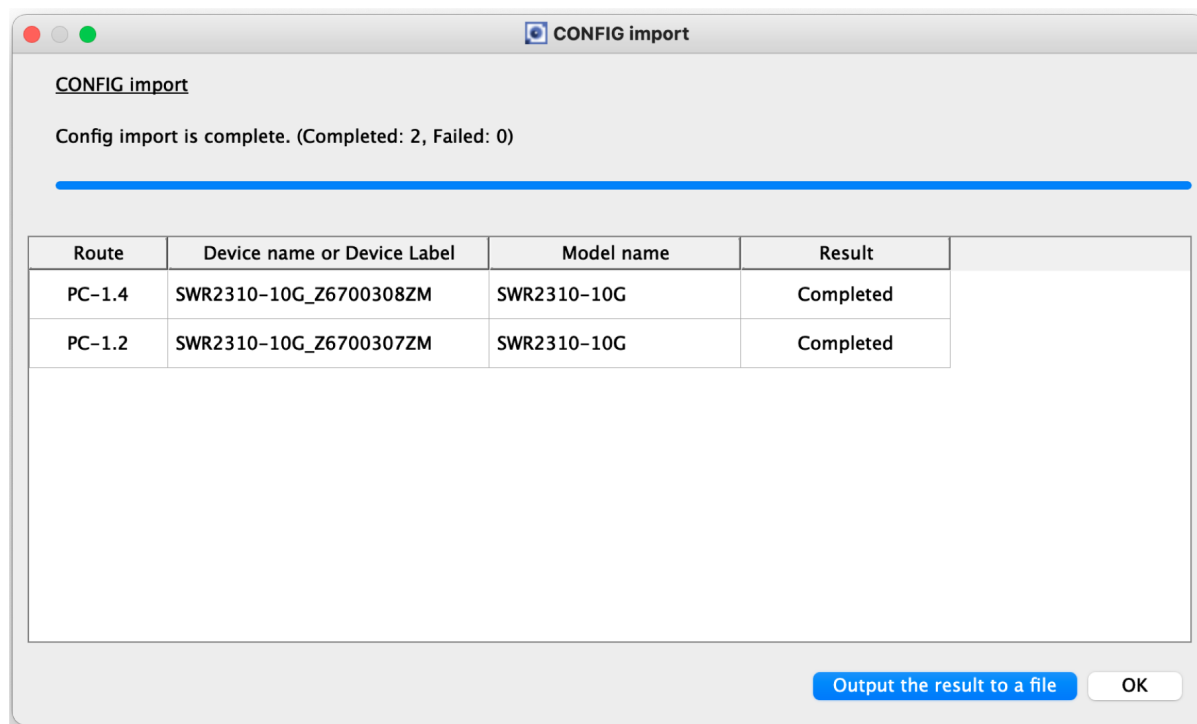 CONFIG import
CONFIG import
Config import is complete. (Completed: 2, Failed: 0)
Route Device name or Device Label Model name Result
PC-1.4 SWR2310-10G_Z6700308ZM SWR2310-10G Completed
PC-1.2 SWR2310-10G_Z6700307ZM SWR2310-10G Completed
Output the result to a file OK